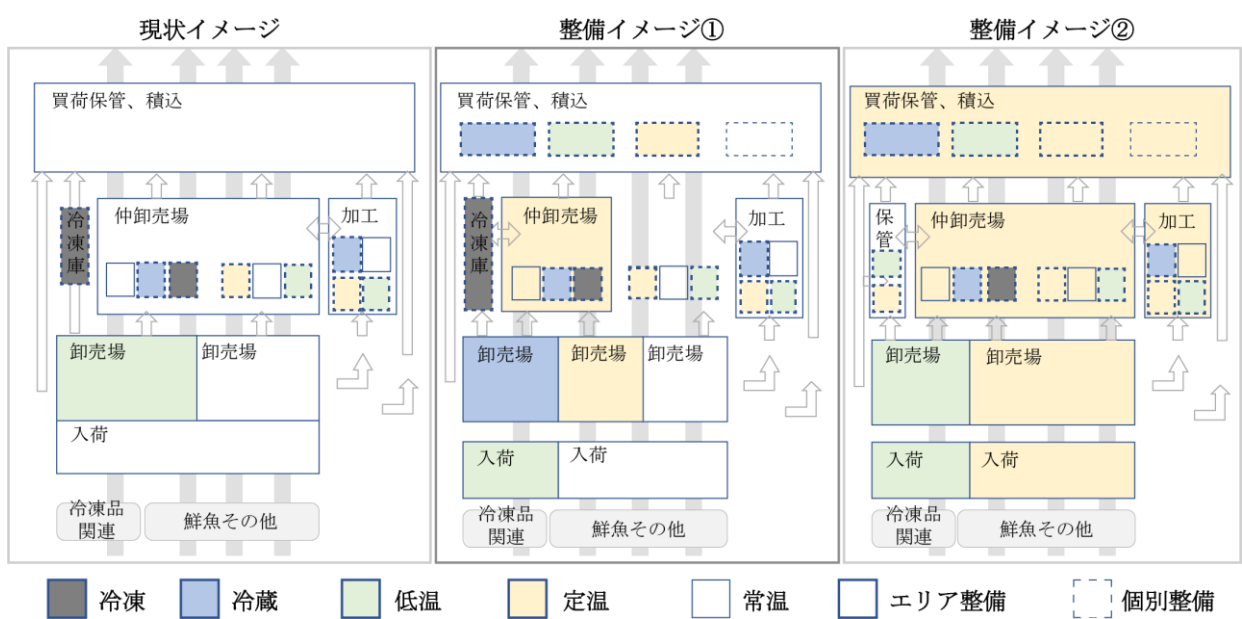 現状イメージ
買荷保管、積込
冷凍庫
仲卸売場
加工
卸売場
卸売場
入荷
冷凍品
関連
鮮魚その他
整備イメージ①
買荷保管、積込
冷凍庫
仲卸売場
加工
卸売場
卸売場
卸売場
入荷
入荷
冷凍品
関連
鮮魚その他
整備イメージ②
買荷保管、積込
保管
仲卸売場
加工
卸売場
卸売場
入荷
入荷
冷凍品
関連
鮮魚その他
冷凍
冷蔵
低温
定温
常温
エリア整備
個別整備